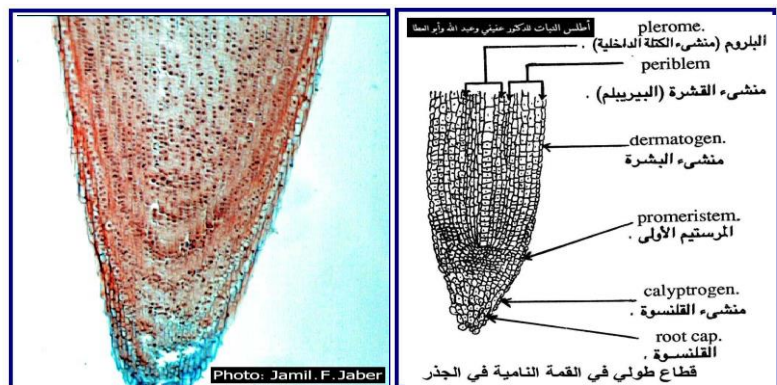 Photo: Jamil.F.Jaber
أطلس النبات للدكتور عفيفي وعبد الله وأبو العطا
plerome.
البلروم (منشىء الكتلة الداخلية) .
periblem
منشىء القشرة (البيريبلم) .
dermatogen.
منشىء البشرة
promeristem.
المرستيم الأولى .
calyptrogen.
منشىء القلنسوة .
root cap.
القلنسوة .
قطاع طولي في القمة النامية في الجذر